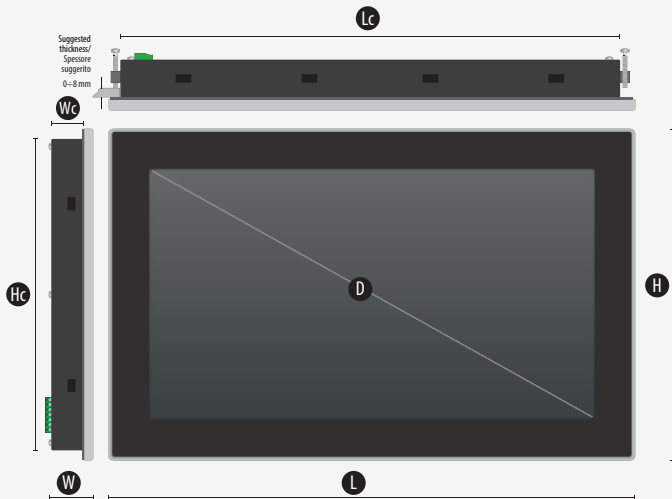 Lc
Suggested
thickness/
Spessore
suggerito
0÷8 mm
Wc
Hc
D
H
W
L